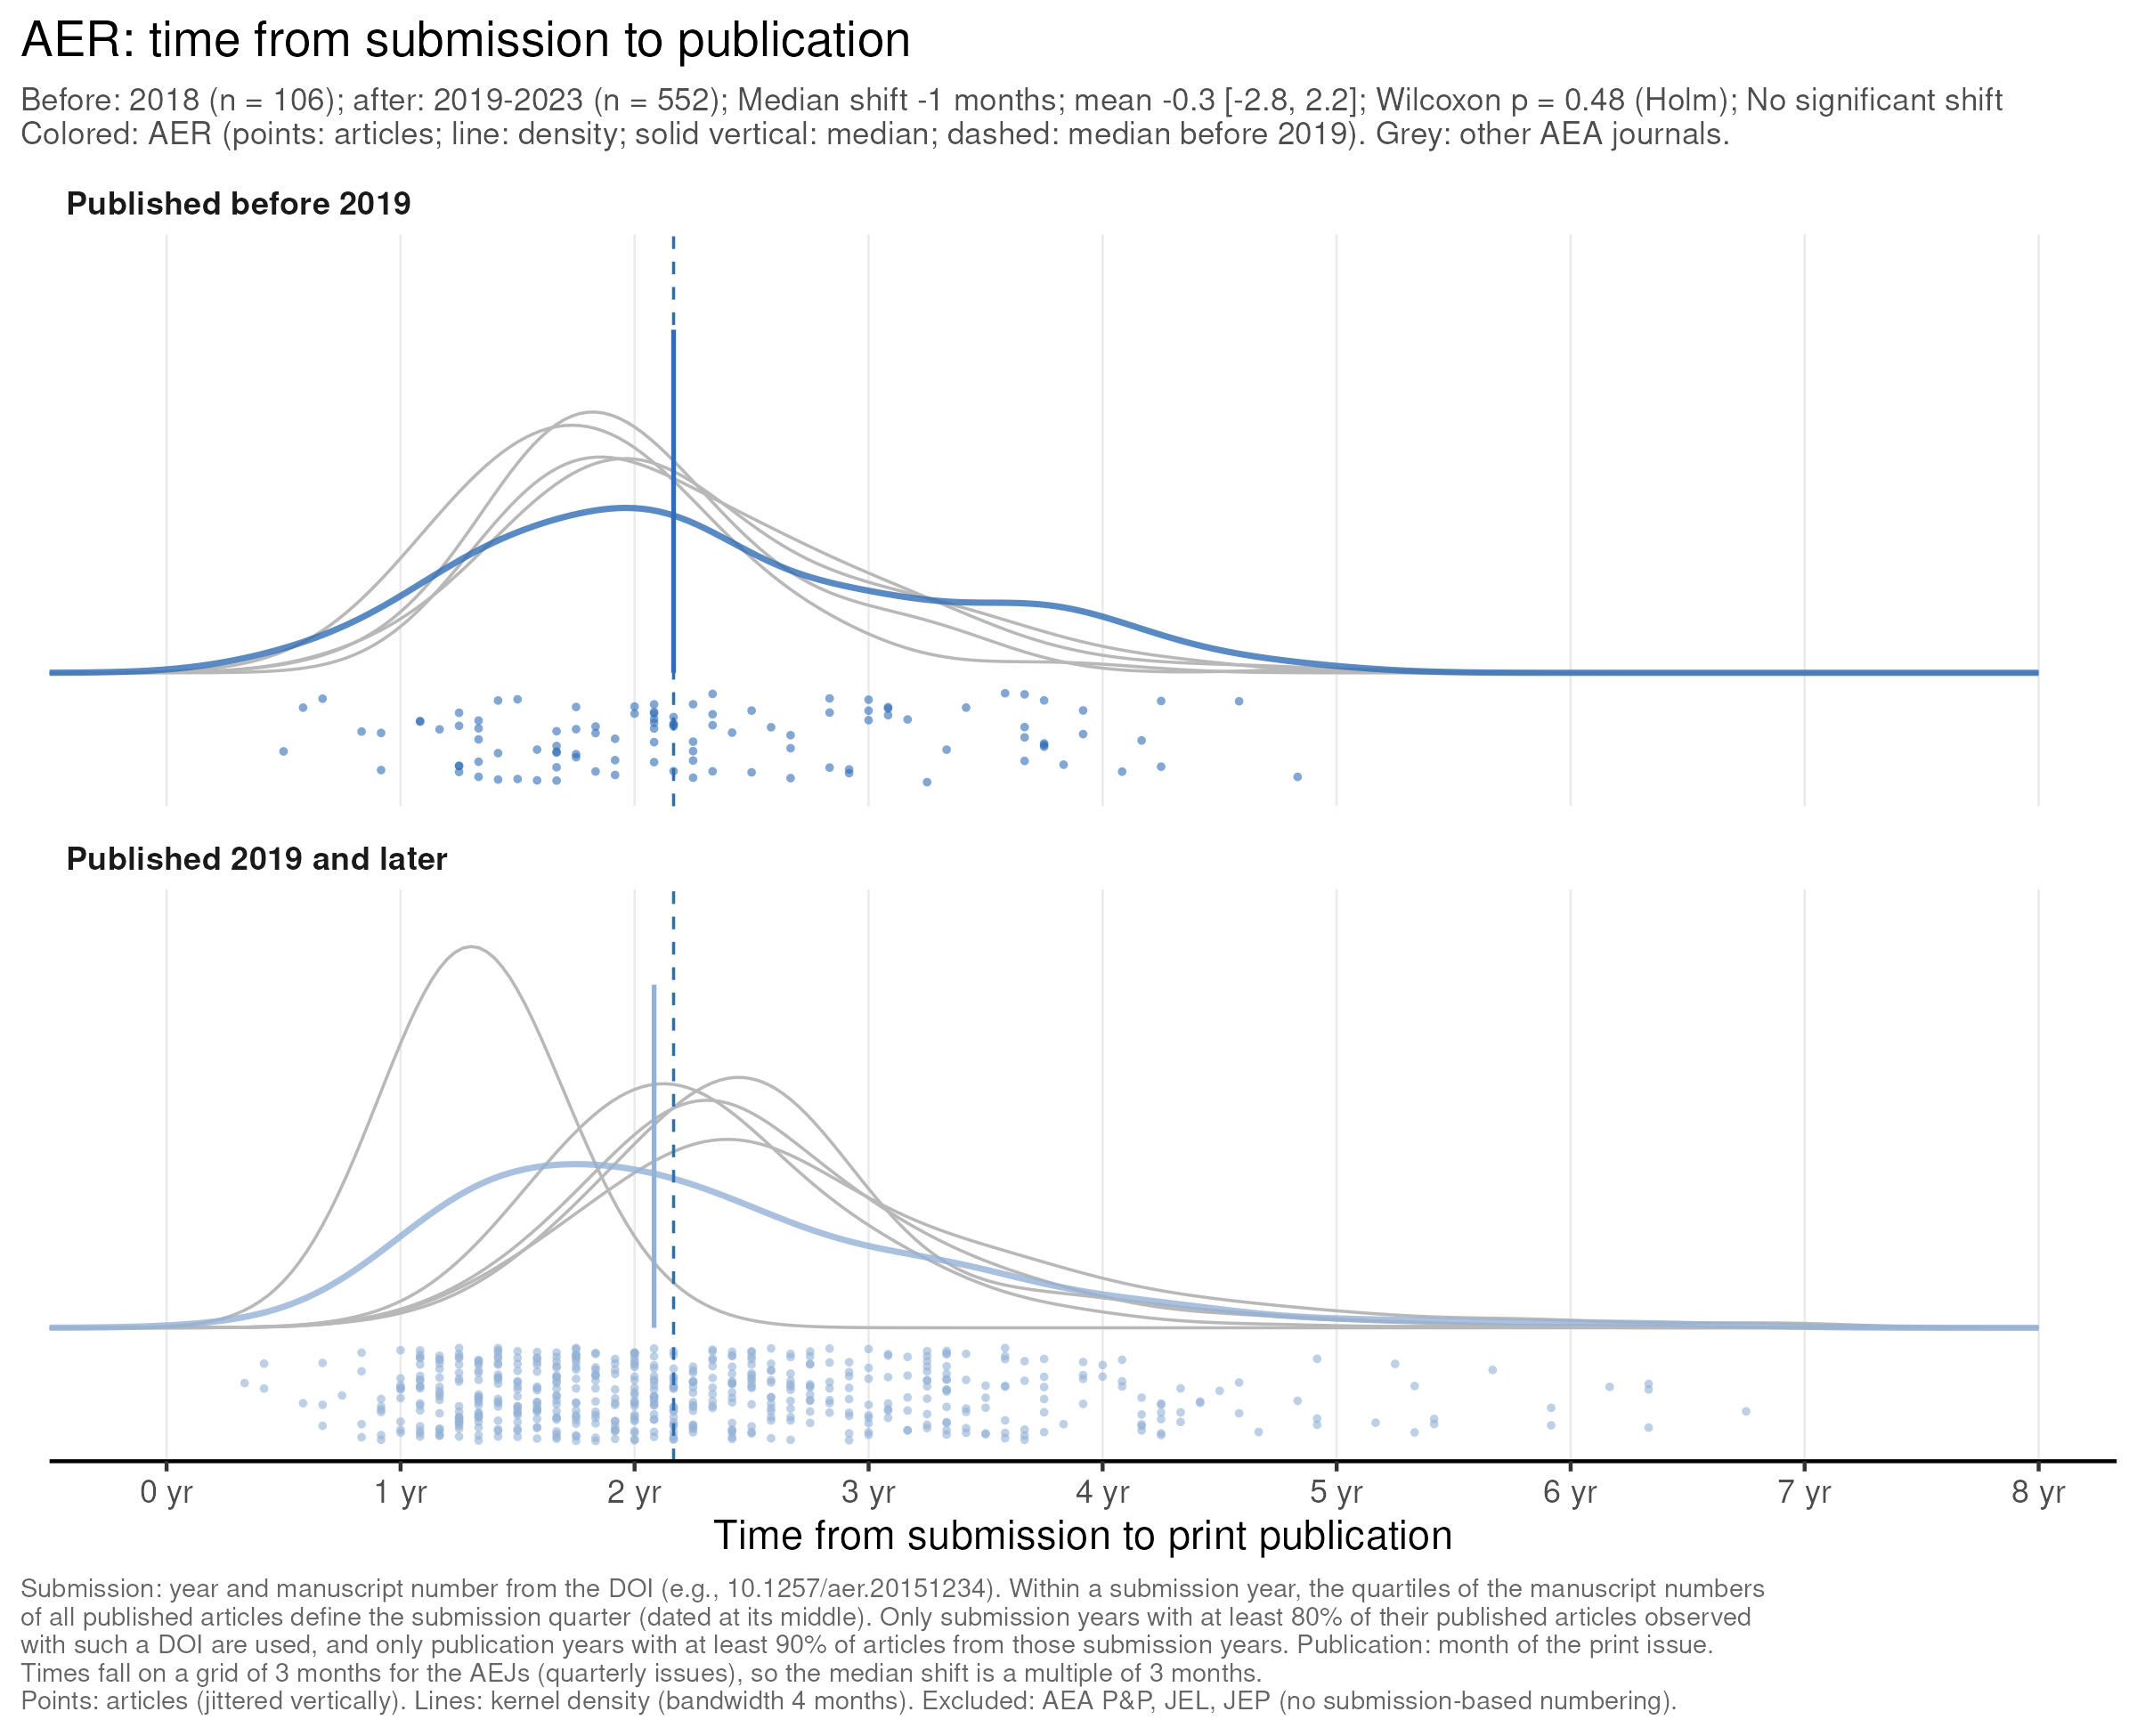 AER: time from submission to publication
Before: 2018 (n = 106); after: 2019-2023 (n = 552); Median shift -1 months; mean -0.3 [-2.8, 2.2]; Wilcoxon p = 0.48 (Holm); No significant shift
Colored: AER (points: articles; line: density; solid vertical: median; dashed: median before 2019). Grey: other AEA journals.
Published before 2019
Published 2019 and later
0 yr 1 yr 2 yr 3 yr 4 yr 5 yr 6 yr 7 yr 8 yr
Time from submission to print publication
Submission: year and manuscript number from the DOI (e.g., 10.1257/aer.20151234). Within a submission year, the quartiles of the manuscript numbers
of all published articles define the submission quarter (dated at its middle). Only submission years with at least 80% of their published articles observed
with such a DOI are used, and only publication years with at least 90% of articles from those submission years. Publication: month of the print issue.
Times fall on a grid of 3 months for the AEJs (quarterly issues), so the median shift is a multiple of 3 months.
Points: articles (jittered vertically). Lines: kernel density (bandwidth 4 months). Excluded: AEA P&P, JEL, JEP (no submission-based numbering).